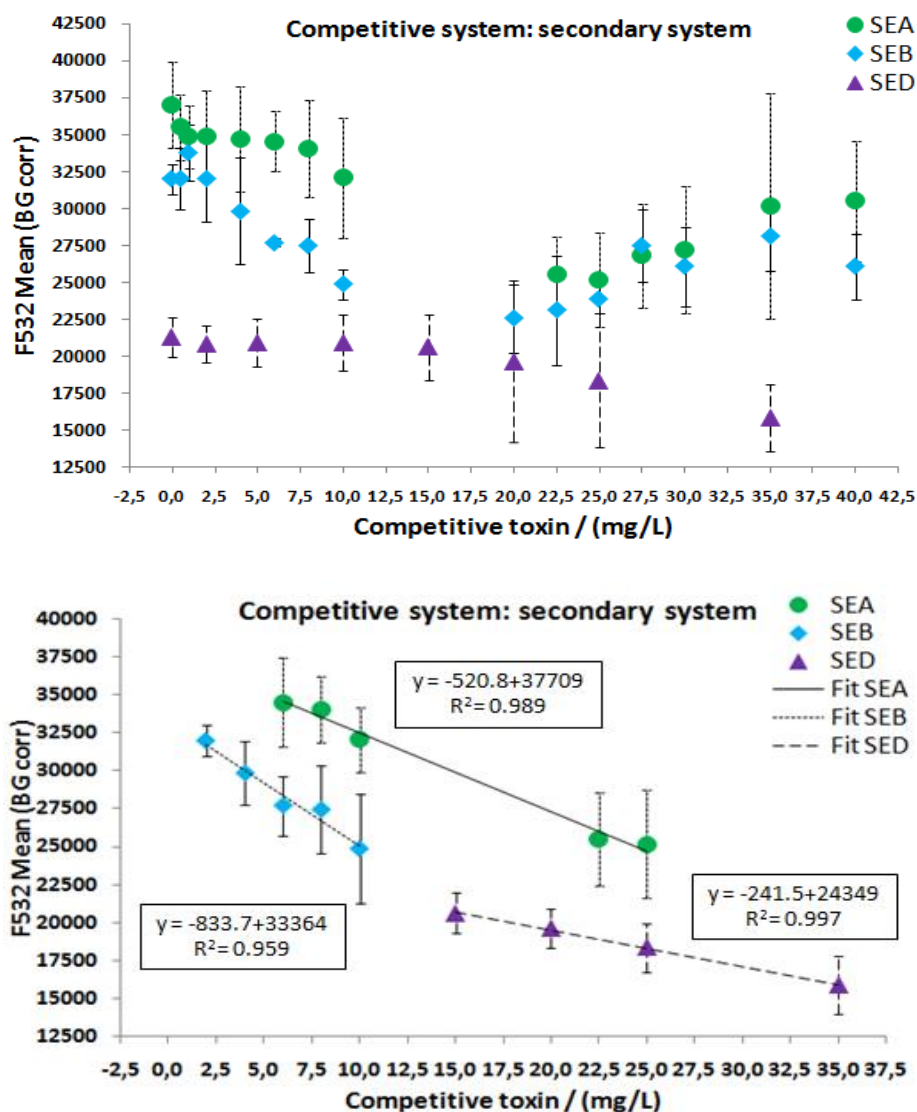 Competitive system: secondary system
SEA
SEB
SED
F532 Mean (BG corr)
42500
40000
37500
35000
32500
30000
27500
25000
22500
20000
17500
15000
12500
-2,5 0,0 2,5 5,0 7,5 10,0 12,5 15,0 17,5 20,0 22,5 25,0 27,5 30,0 32,5 35,0 37,5 40,0 42,5
Competitive toxin / (mg/L)
Competitive system: secondary system
SEA
SEB
SED
Fit SEA
Fit SEB
Fit SED
F532 Mean (BG corr)
40000
37500
35000
32500
30000
27500
25000
22500
20000
17500
15000
12500
y = -520.8+37709
R²= 0.989
y = -833.7+33364
R²= 0.959
y = -241.5+24349
R²= 0.997
-2,5 0,0 2,5 5,0 7,5 10,0 12,5 15,0 17,5 20,0 22,5 25,0 27,5 30,0 32,5 35,0 37,5
Competitive toxin / (mg/L)